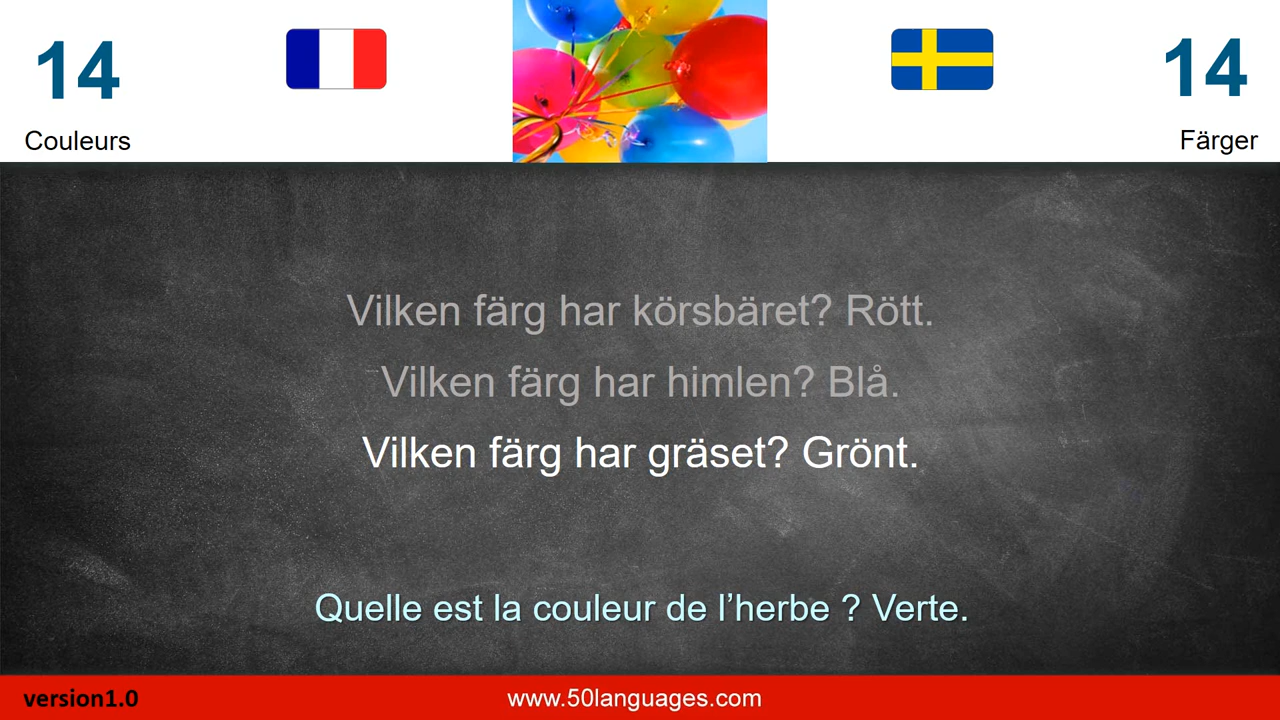 14
Couleurs
14
Färger
Vilken färg har körsbäret? Rött.
Vilken färg har himlen? Blå.
Vilken färg har gräset? Grönt.
Quelle est la couleur de l’herbe ? Verte.
version1.0
www.50languages.com